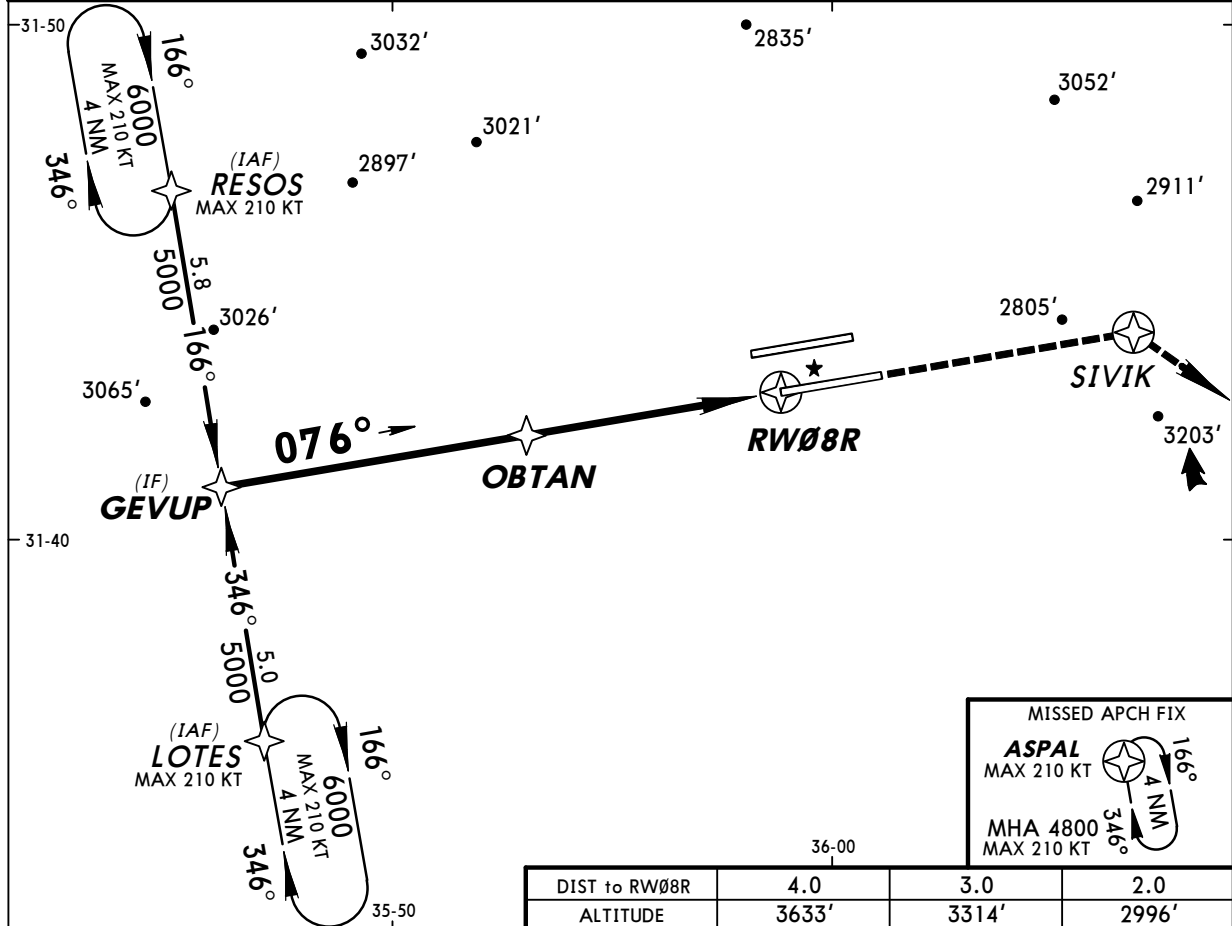 31-50
3032'
2835'
166°
6000
MAX 210 KT
4 NM
346°
3052'
3021'
2897'
(IAF)
RESOS
MAX 210 KT
2911'
5.8
5000
166°
3026'
2805'
SIVIK
3065'
076°
RWØ8R
3203'
OBTAN
(IF)
GEVUP
31-40
346°
5.0
5000
(IAF)
LOTES
MAX 210 KT
166°
6000
MAX 210 KT
4 NM
346°
MISSED APCH FIX
ASPAL
MAX 210 KT
166°
4 NM
346°
MHA 4800
MAX 210 KT
36-00
35-50
DIST to RWØ8R 4.0 3.0 2.0
ALTITUDE 3633' 3314' 2996'